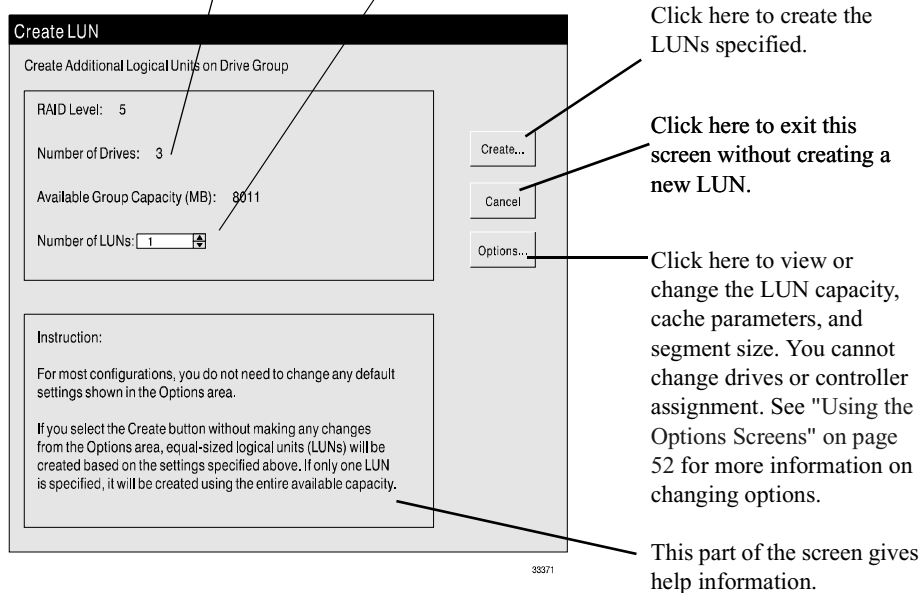 Create LUN
Create Additional Logical Units on Drive Group
RAID Level: 5
Number of Drives: 3
Available Group Capacity (MB): 8011
Number of LUNs: 1
Create...
Cancel
Options...
Instruction:
For most configurations, you do not need to change any default
settings shown in the Options area.
If you select the Create button without making any changes
from the Options area, equal-sized logical units (LUNs) will be
created based on the settings specified above. If only one LUN
is specified, it will be created using the entire available capacity.
33371
Click here to create the
LUNs specified.
Click here to exit this
screen without creating a
new LUN.
Click here to view or
change the LUN capacity,
cache parameters, and
segment size. You cannot
change drives or controller
assignment. See "Using the
Options Screens" on page
52 for more information on
changing options.
This part of the screen gives
help information.